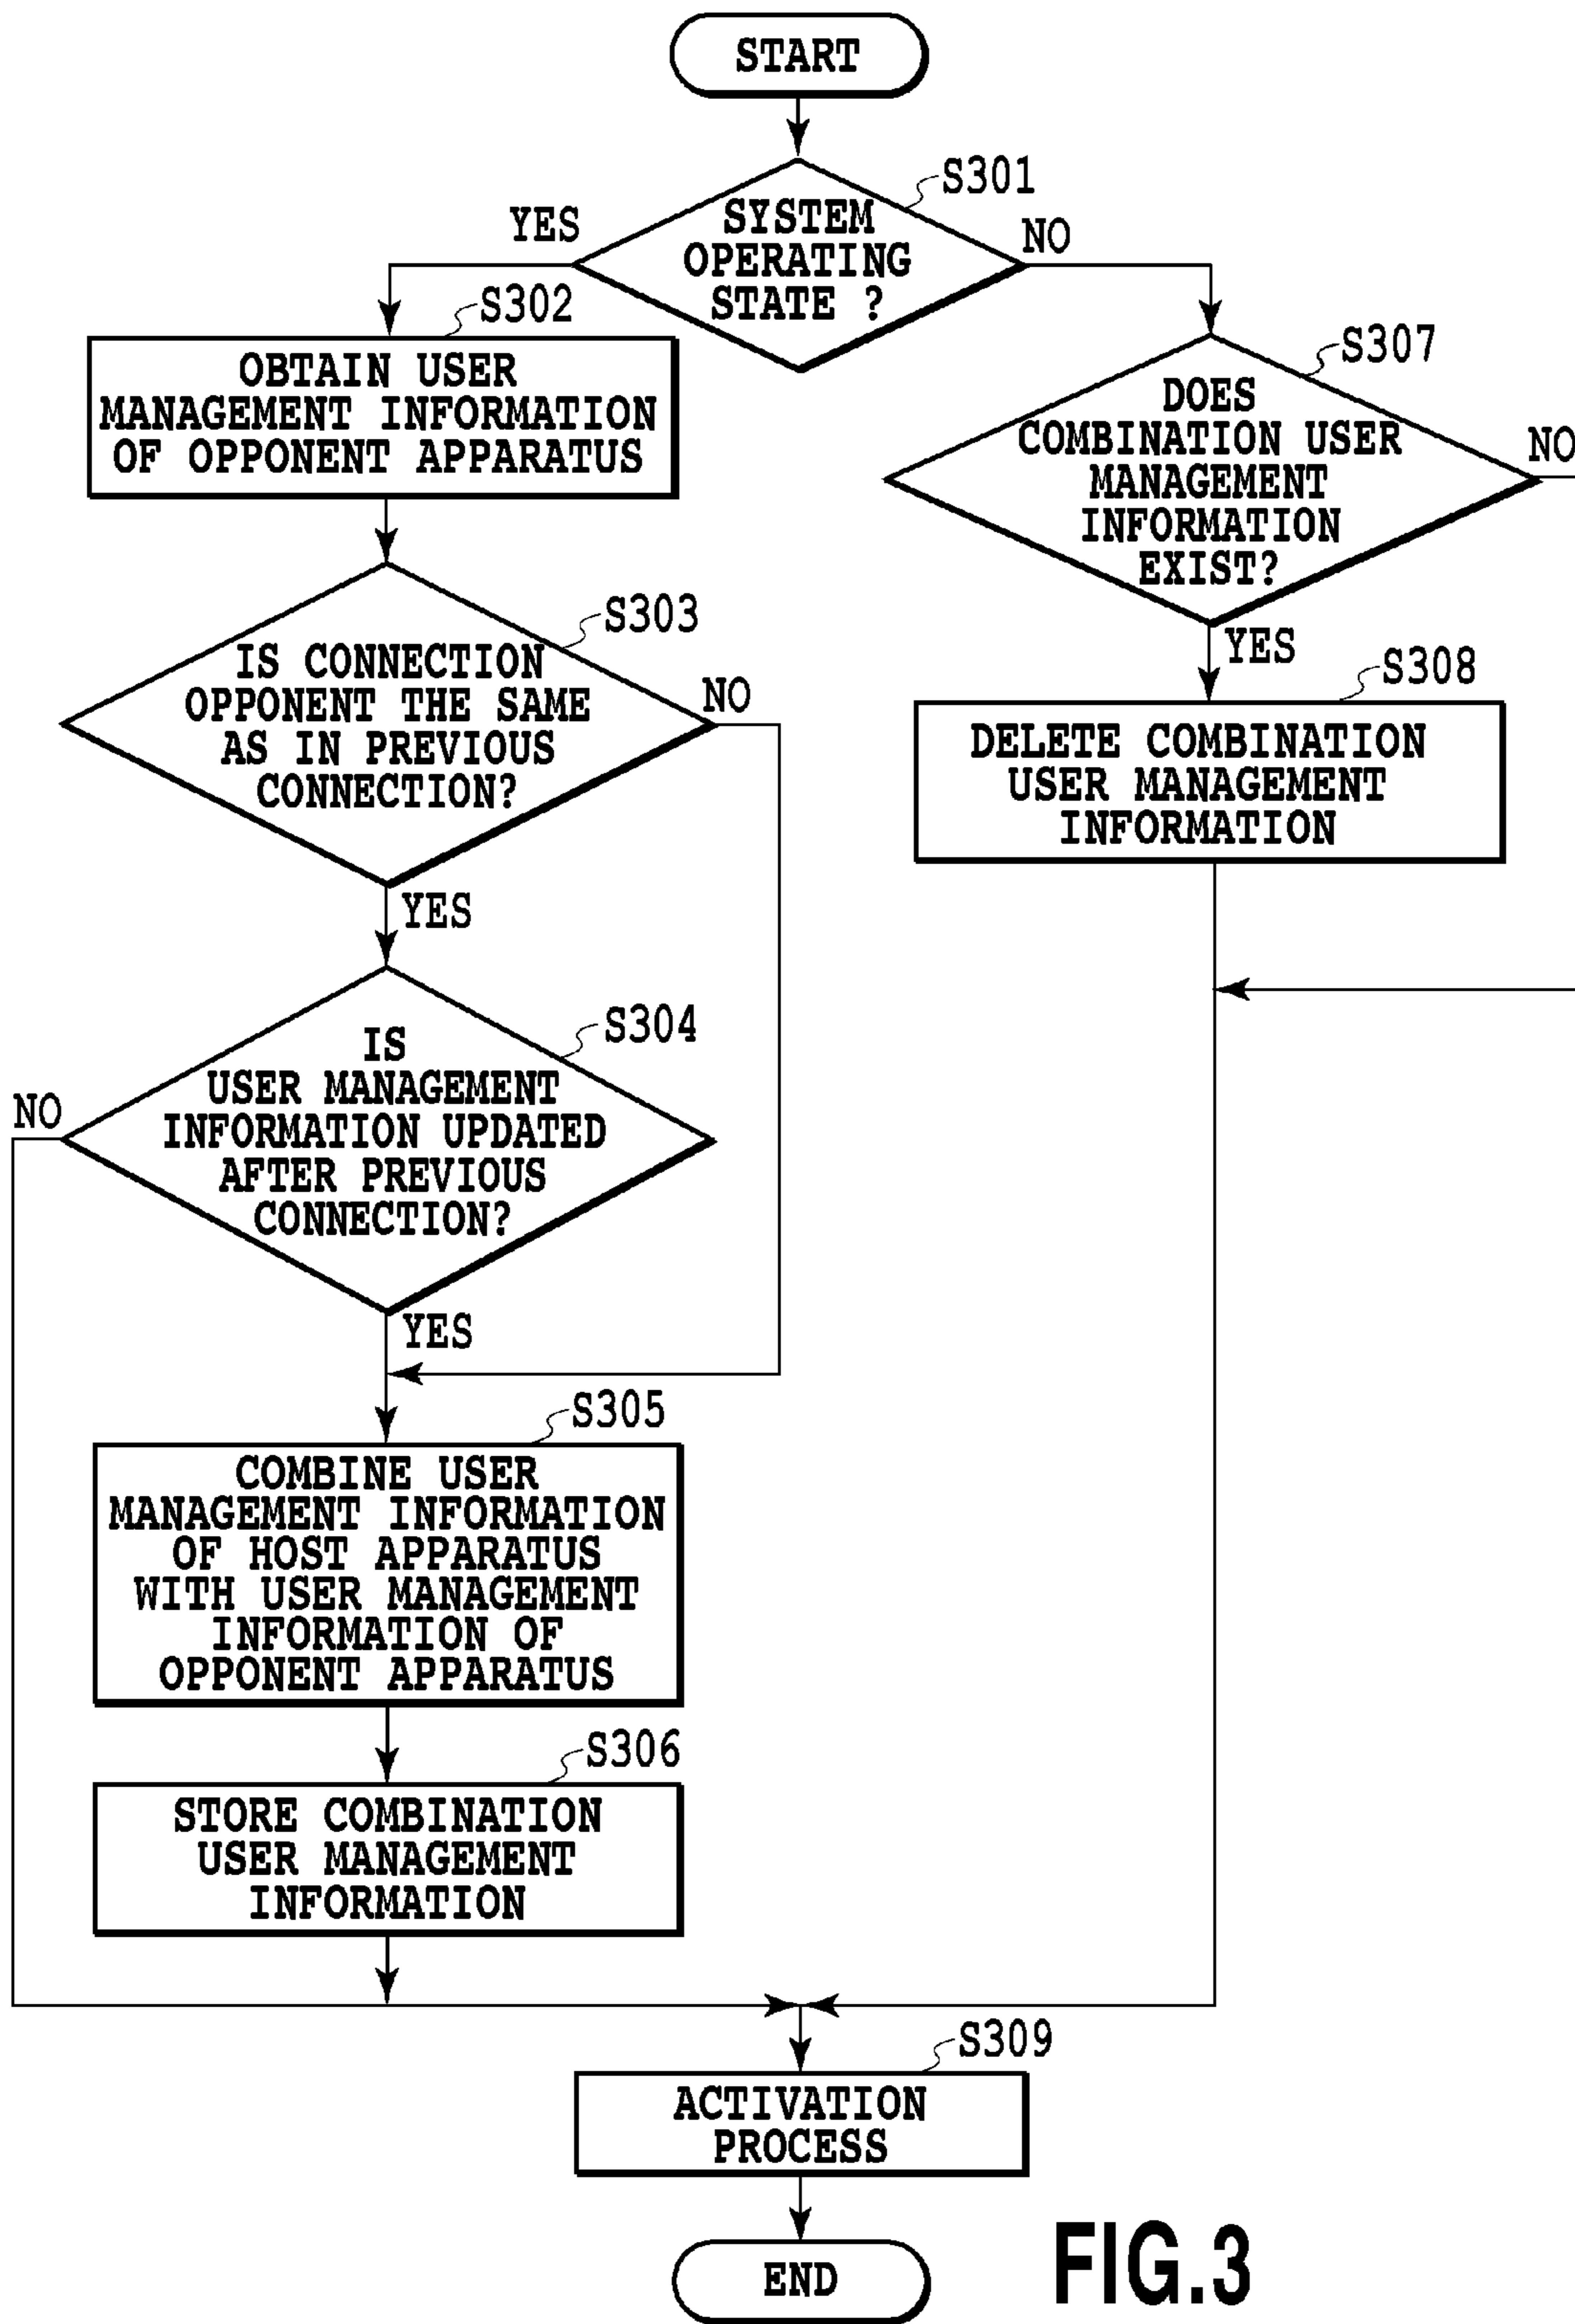 START
S301
SYSTEM
OPERATING
STATE ?
YES
NO
S302
OBTAIN USER
MANAGEMENT INFORMATION
OF OPPONENT APPARATUS
S307
DOES
COMBINATION USER
MANAGEMENT
INFORMATION
EXIST?
NO
YES
S303
IS CONNECTION
OPPONENT THE SAME
AS IN PREVIOUS
CONNECTION?
NO
YES
S308
DELETE COMBINATION
USER MANAGEMENT
INFORMATION
S304
IS
USER MANAGEMENT
INFORMATION UPDATED
AFTER PREVIOUS
CONNECTION?
NO
YES
S305
COMBINE USER
MANAGEMENT INFORMATION
OF HOST APPARATUS
WITH USER MANAGEMENT
INFORMATION OF
OPPONENT APPARATUS
S306
STORE COMBINATION
USER MANAGEMENT
INFORMATION
S309
ACTIVATION
PROCESS
END
FIG.3